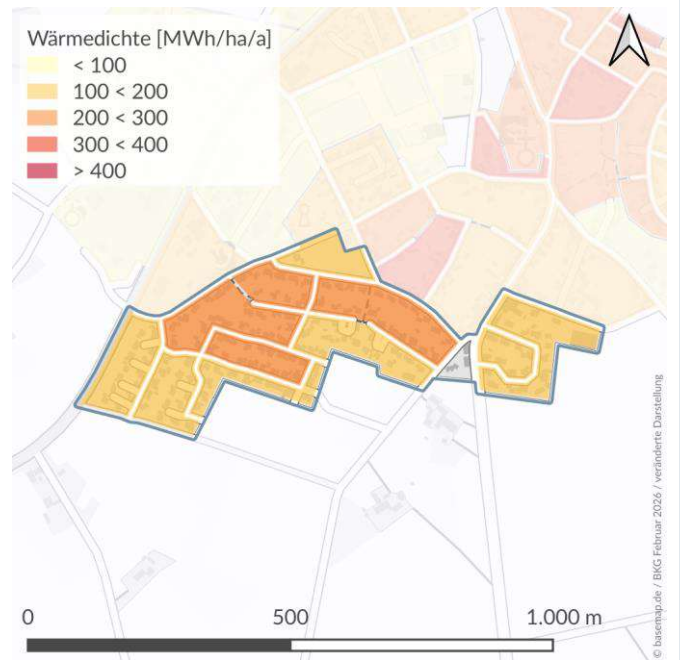 Wärmedichte [MWh/ha/a]
< 100
100 < 200
200 < 300
300 < 400
> 400
0 500 1.000 m
© basemap.de / BKG Februar 2026 / veränderte Darstellung